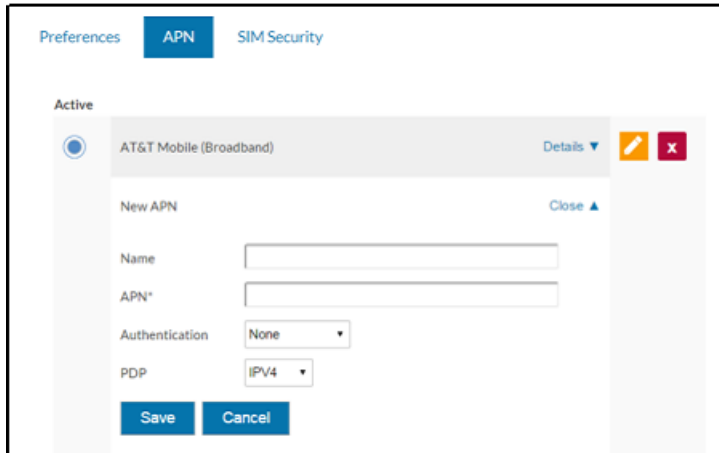 Preferences APN SIM Security
Active
AT&T Mobile (Broadband) Details ▼ x
New APN Close ▲
Name
APN*
Authentication None ▾
PDP IPV4 ▾
Save Cancel